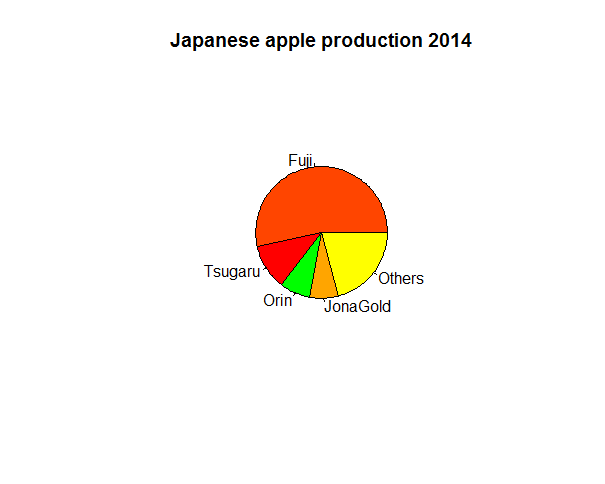 Japanese apple production 2014
Fuji
Tsugaru
Orin
JonaGold
Others